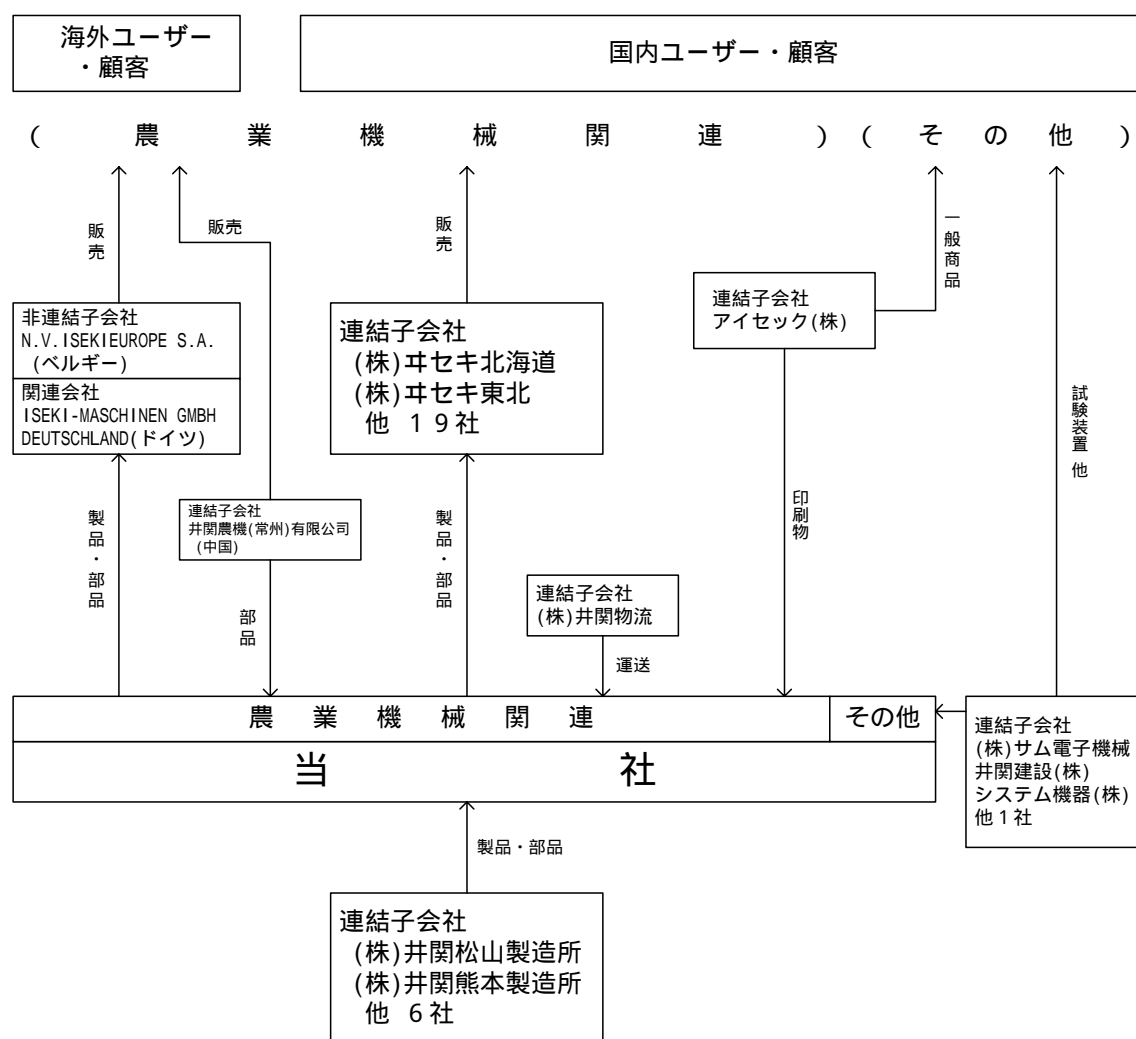 海外ユーザー
・顧客
国内ユーザー・顧客
( 農 業 機 械 関 連 ) ( そ の 他 )
販売
販売
販売
一般商品
非連結子会社
N.V.ISEKIEUROPE S.A.
(ベルギー)
関連会社
ISEKI-MASCHINEN GMBH
DEUTSCHLAND(ドイツ)
連結子会社
(株)ヰセキ北海道
(株)ヰセキ東北
他 19社
連結子会社
アイセック(株)
試験装置 他
製品・部品
連結子会社
井関農機(常州)有限公司
(中国)
部品
製品・部品
連結子会社
(株)井関物流
運送
印刷物
農 業 機 械 関 連
その他
当 社
連結子会社
(株)サム電子機械
井関建設(株)
システム機器(株)
他1社
製品・部品
連結子会社
(株)井関松山製造所
(株)井関熊本製造所
他 6社